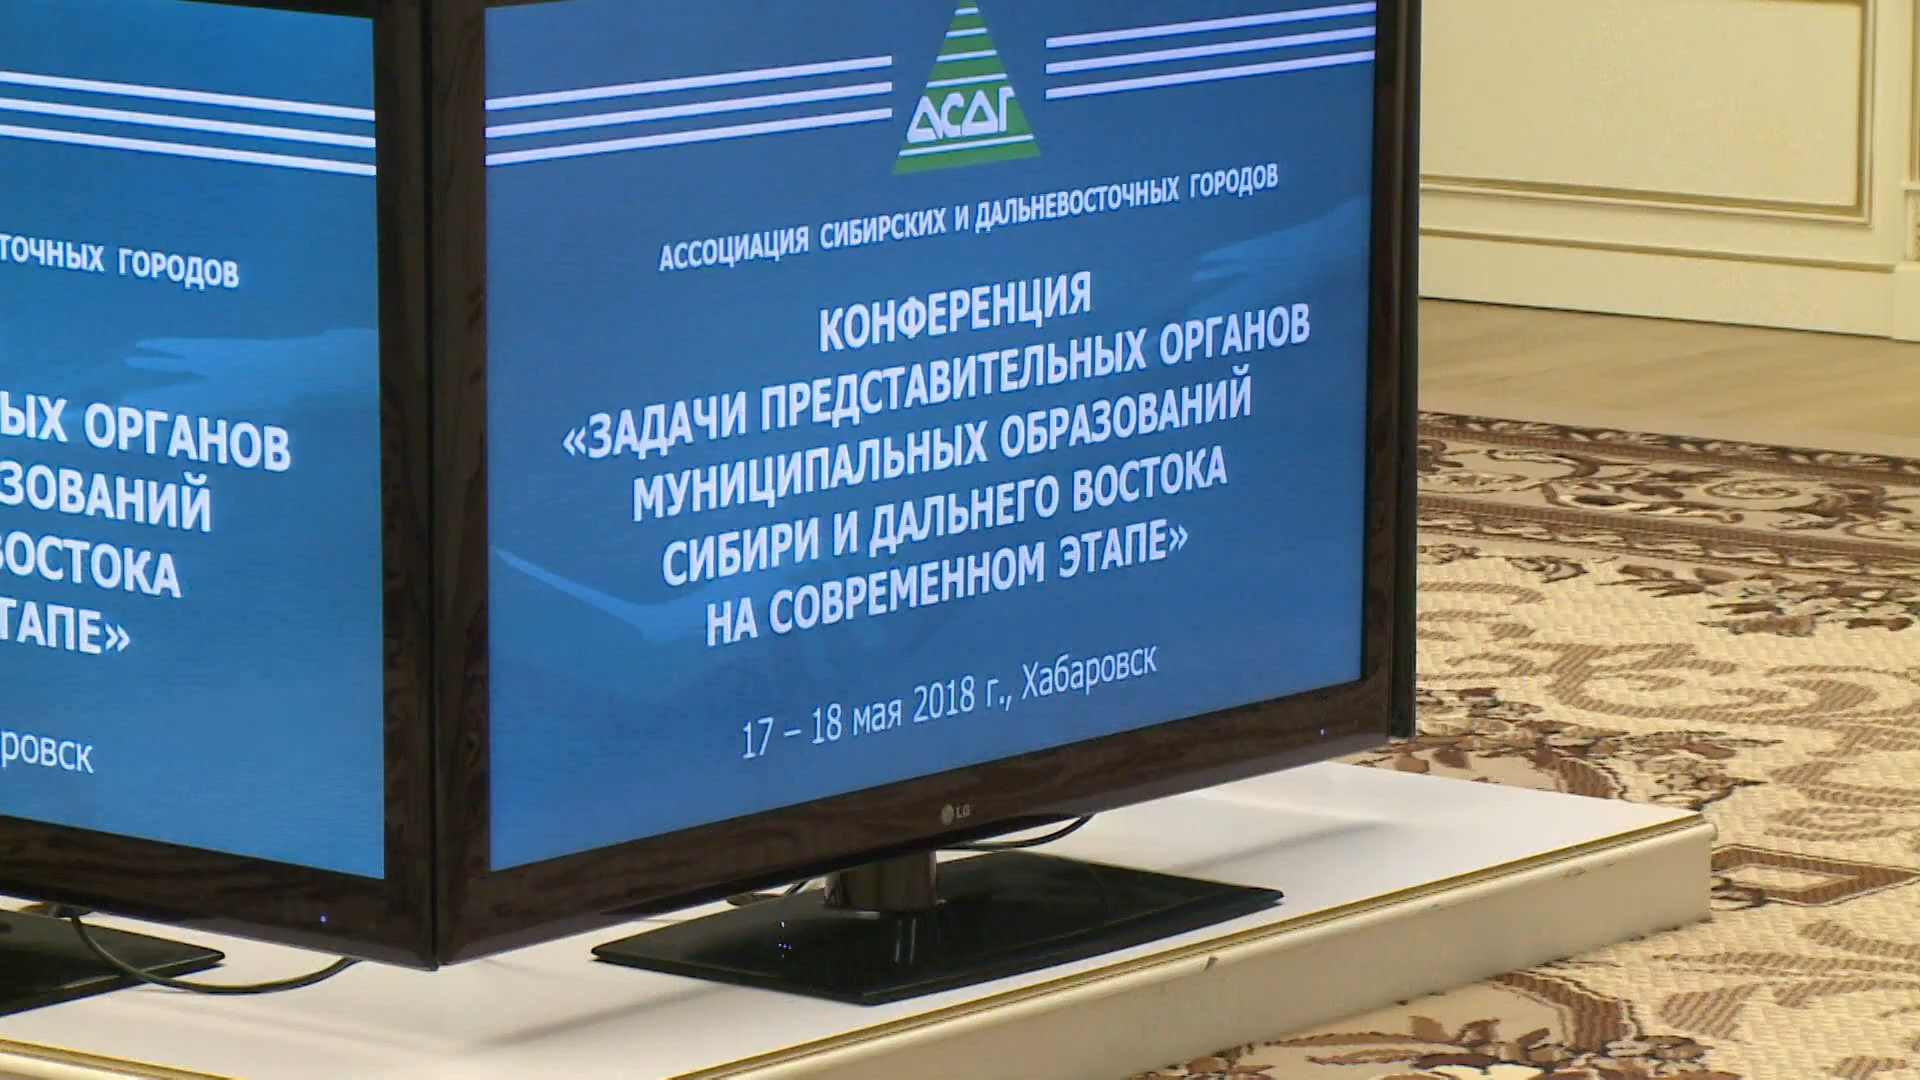 АСДГ
АССОЦИАЦИЯ СИБИРСКИХ И ДАЛЬНЕВОСТОЧНЫХ ГОРОДОВ
КОНФЕРЕНЦИЯ
«ЗАДАЧИ ПРЕДСТАВИТЕЛЬНЫХ ОРГАНОВ
МУНИЦИПАЛЬНЫХ ОБРАЗОВАНИЙ
СИБИРИ И ДАЛЬНЕГО ВОСТОКА
НА СОВРЕМЕННОМ ЭТАПЕ»
17 – 18 мая 2018 г., Хабаровск
LG
ТОЧНЫХ ГОРОДОВ
ЫХ ОРГАНОВ
ЗОВАНИЙ
ВОСТОКА
ТАПЕ»
ровск